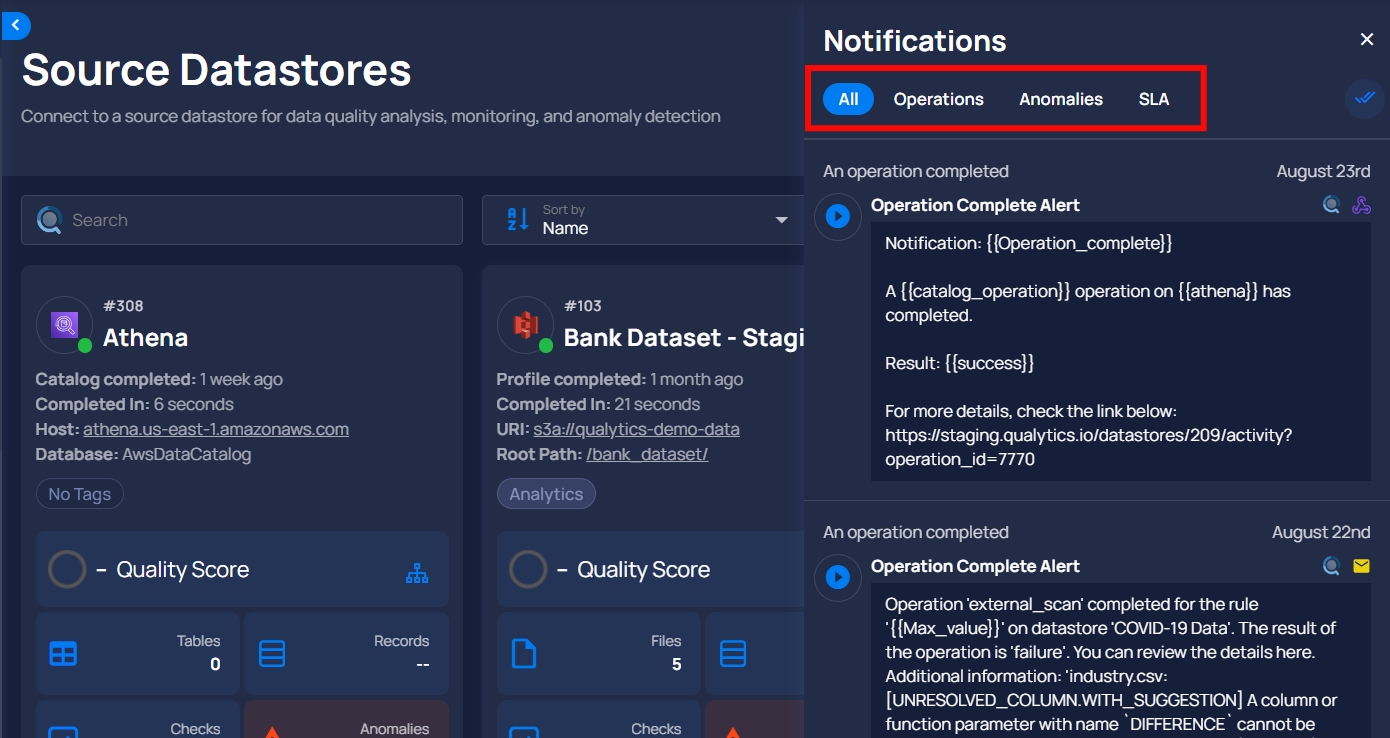 Source Datastores
Connect to a source datastore for data quality analysis, monitoring, and anomaly detection
Search
Sort by
Name
#308
Athena
Catalog completed: 1 week ago
Completed In: 6 seconds
Host: athena.us-east-1.amazonaws.com
Database: AwsDataCatalog
No Tags
– Quality Score
Tables
0
Records
--
Checks
Anomalies
#103
Bank Dataset - Stagi
Profile completed: 1 month ago
Completed In: 21 seconds
URI: s3a://qualytics-demo-data
Root Path: /bank_dataset/
Analytics
– Quality Score
Files
5
Checks
Notifications
All Operations Anomalies SLA
An operation completed August 23rd
Operation Complete Alert
Notification: {{Operation_complete}}
A {{catalog_operation}} operation on {{athena}} has
completed.
Result: {{success}}
For more details, check the link below:
https://staging.qualytics.io/datastores/209/activity?
operation_id=7770
An operation completed August 22nd
Operation Complete Alert
Operation 'external_scan' completed for the rule
'{{Max_value}}' on datastore 'COVID-19 Data'. The result of
the operation is 'failure'. You can review the details here.
Additional information: 'industry.csv:
[UNRESOLVED_COLUMN.WITH_SUGGESTION] A column or
function parameter with name `DIFFERENCE` cannot be